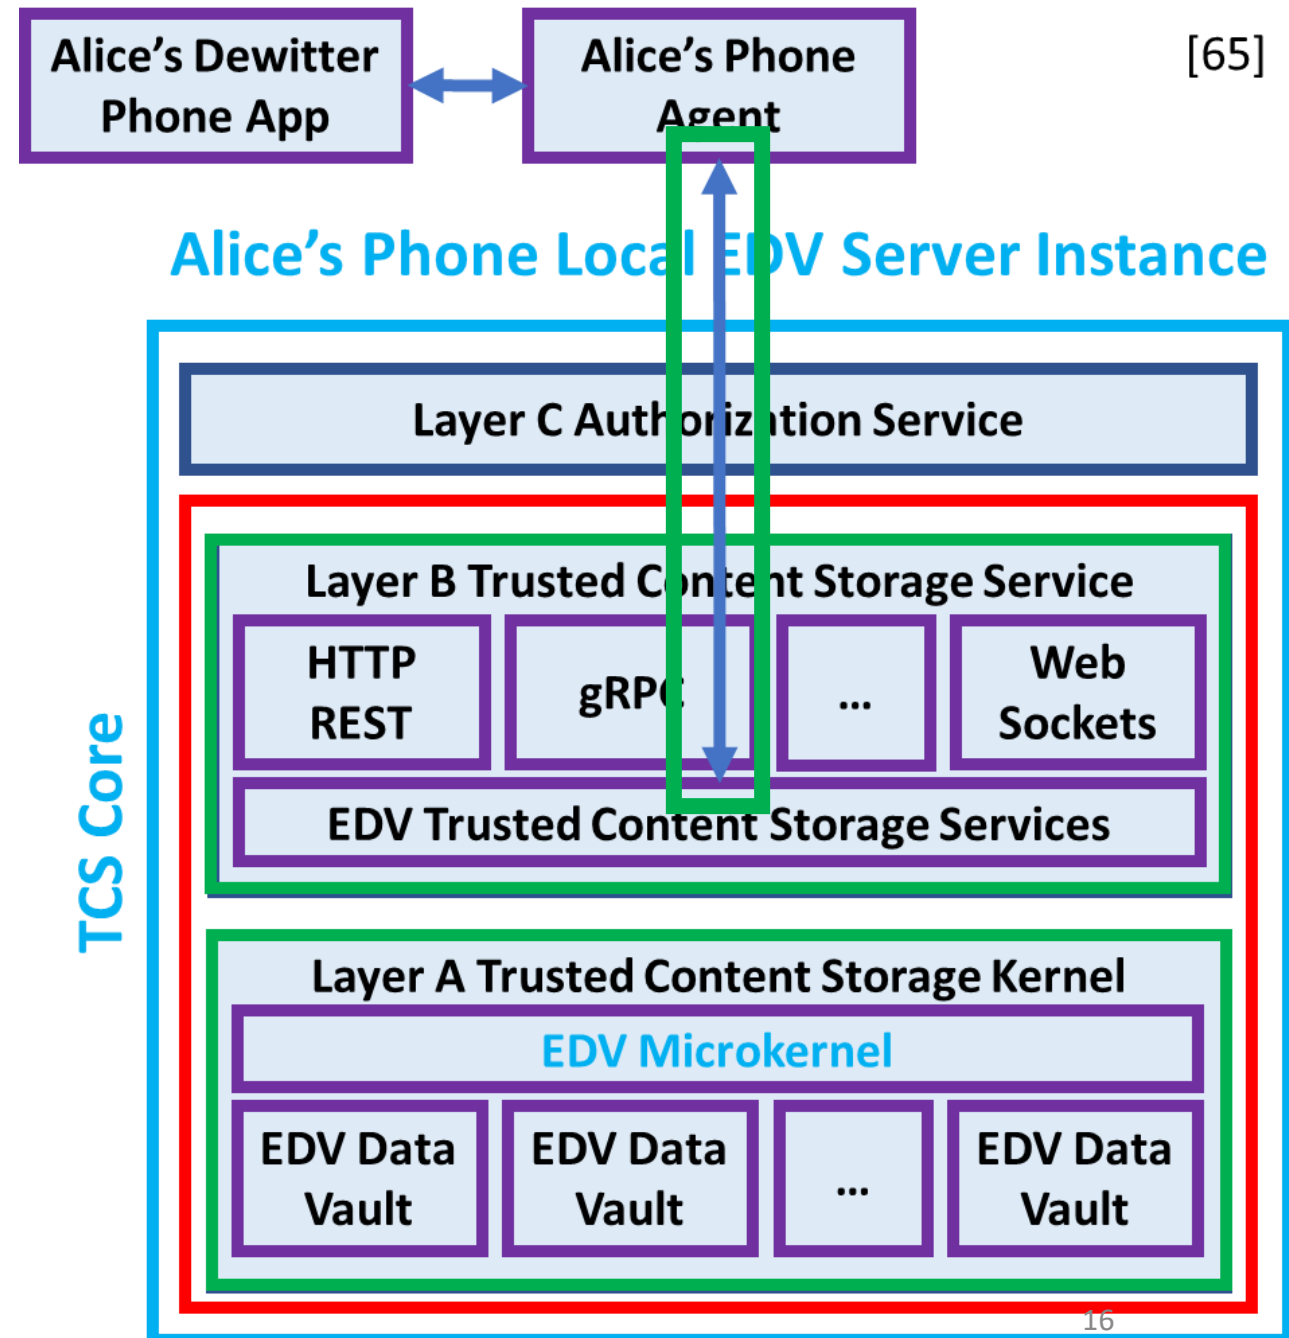 Alice's Dewitter
Phone App
Alice's Phone
Agent
[65]
Alice's Phone Local EDV Server Instance
Layer C Authorization Service
TCS Core
Layer B Trusted Content Storage Service
HTTP
REST
gRPC
...
Web
Sockets
EDV Trusted Content Storage Services
Layer A Trusted Content Storage Kernel
EDV Microkernel
EDV Data
Vault
EDV Data
Vault
...
EDV Data
Vault
16